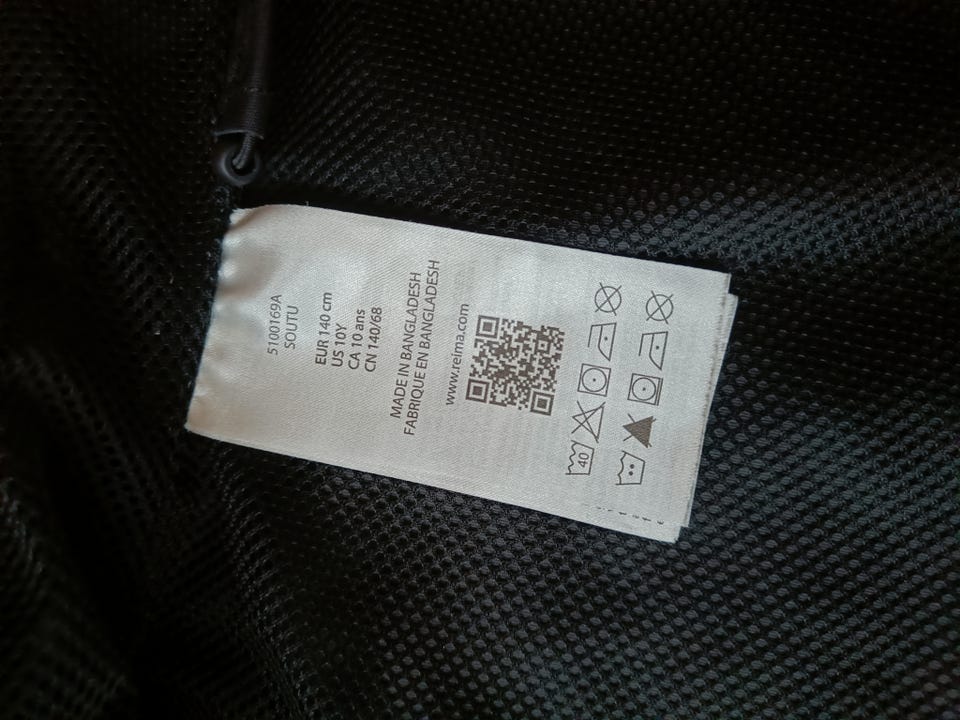 5100169A
SOUTU
EUR 140 cm
US 10Y
CA 10 ans
CN 140/68
MADE IN BANGLADESH
FABRIQUE EN BANGLADESH
www.reima.com
40